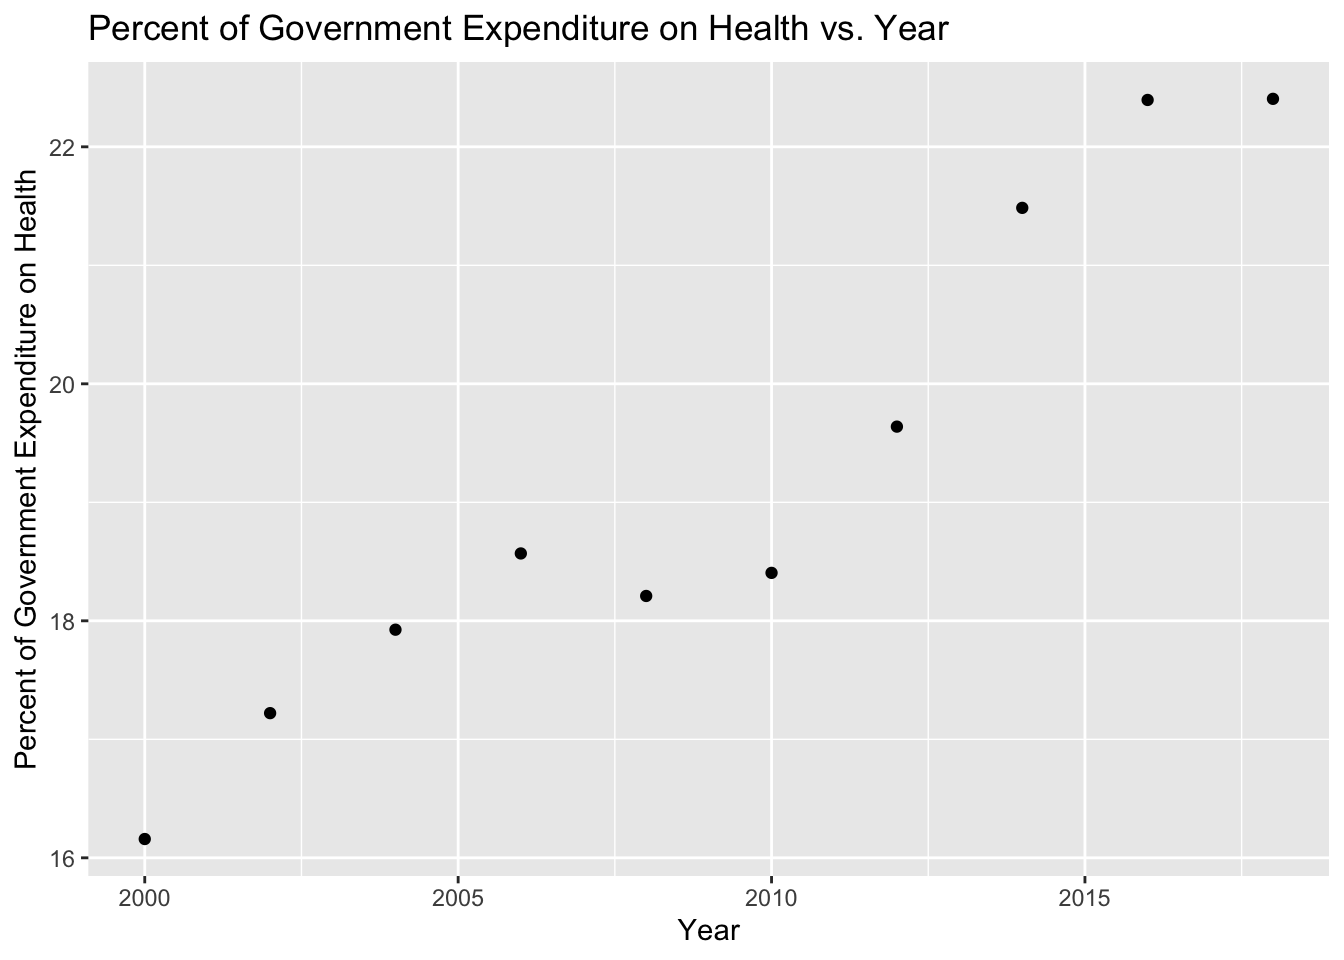 Percent of Government Expenditure on Health vs. Year
Percent of Government Expenditure on Health
22
20
18
16
2000 2005 2010 2015
Year